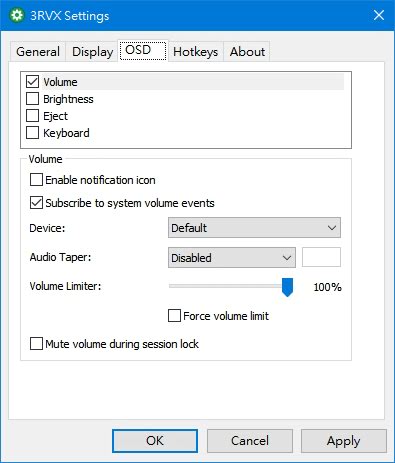 3RVX Settings
General Display OSD Hotkeys About
Volume
Brightness
Eject
Keyboard
Volume
Enable notification icon
Subscribe to system volume events
Device: Default
Audio Taper: Disabled
Volume Limiter: 100%
Force volume limit
Mute volume during session lock
OK Cancel Apply